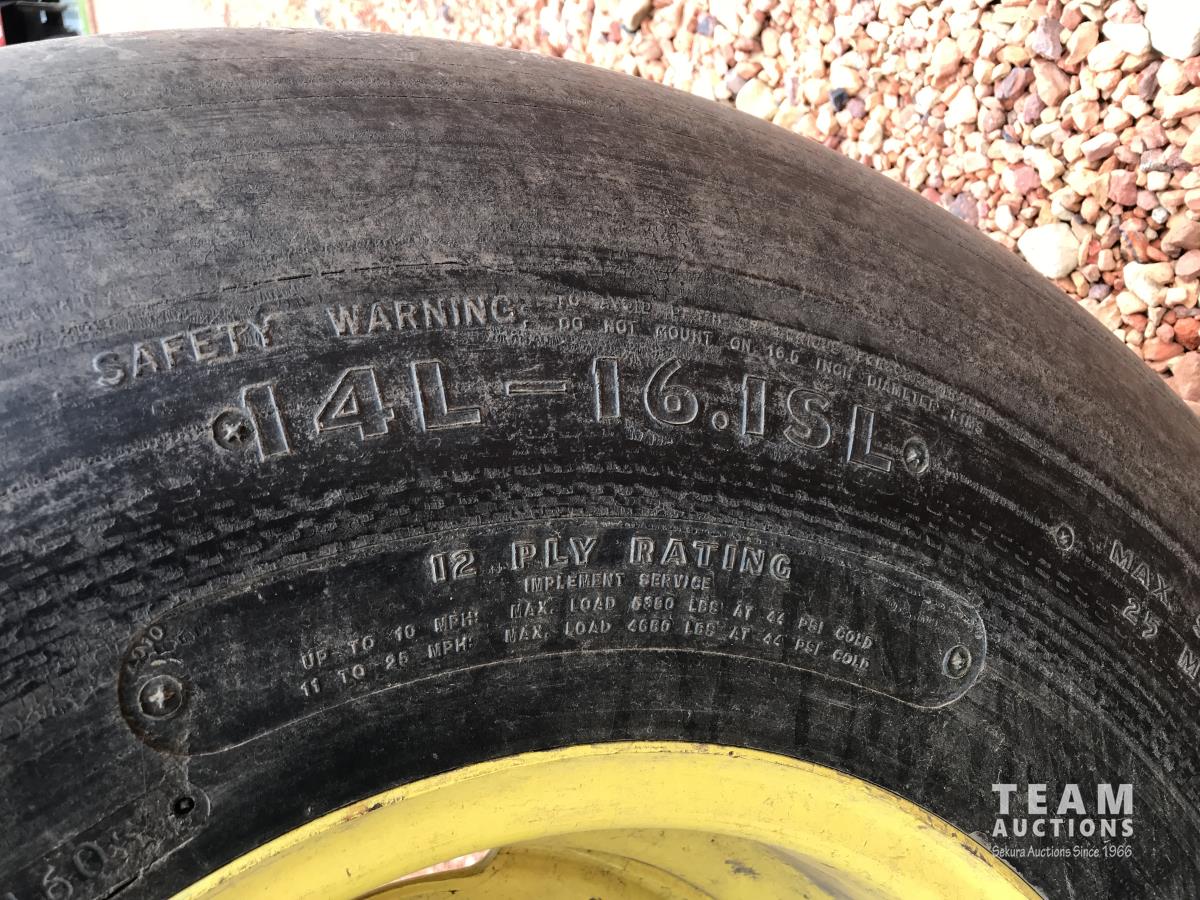 SAFETY WARNING
TO AVOID
DO NOT MOUNT ON 16.5 INCH DIAMETER RIMS
14L-16.1SL
12 PLY RATING
IMPLEMENT SERVICE
UP TO 10 MPH: MAX. LOAD 5350 LBS AT 44 PSI COLD
11 TO 25 MPH: MAX. LOAD 4680 LBS AT 44 PSI COLD
MAX
25 M
TEAM
AUCTIONS
Sekura Auctions Since 1966